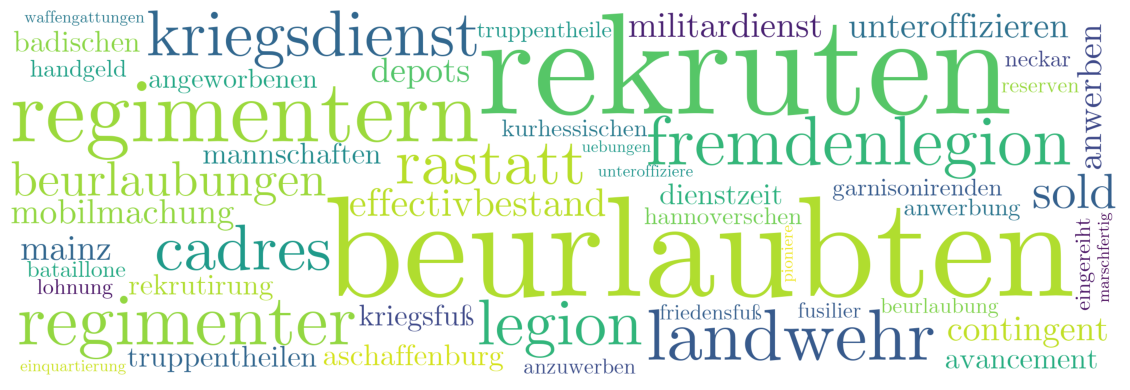 waffengattungen
badischen
kriegsdienst
truppentheile
militardienst
unteroffizieren
handgeld
angeworbenen
depots
rekruten
neckar
reserven
anwerben
regimentern
kurhessischen
uebungen
fremdenlegion
mannschaften
rastatt
unteroffiziere
beurlaubungen
effectivbestand
dienstzeit
garnisonirenden
sold
mobilmachung
hannoverschen
anwerbung
mainz
cadres
beurlaubten
pioniere
eingereiht
marschfertig
bataillone
lohnung
rekrutirung
regimenter
kriegsfuß
legion
friedensfuß
fusilier
beurlaubung
landwehr
contingent
einquartierung
truppentheilen
aschaffenburg
anzuwerben
avancement